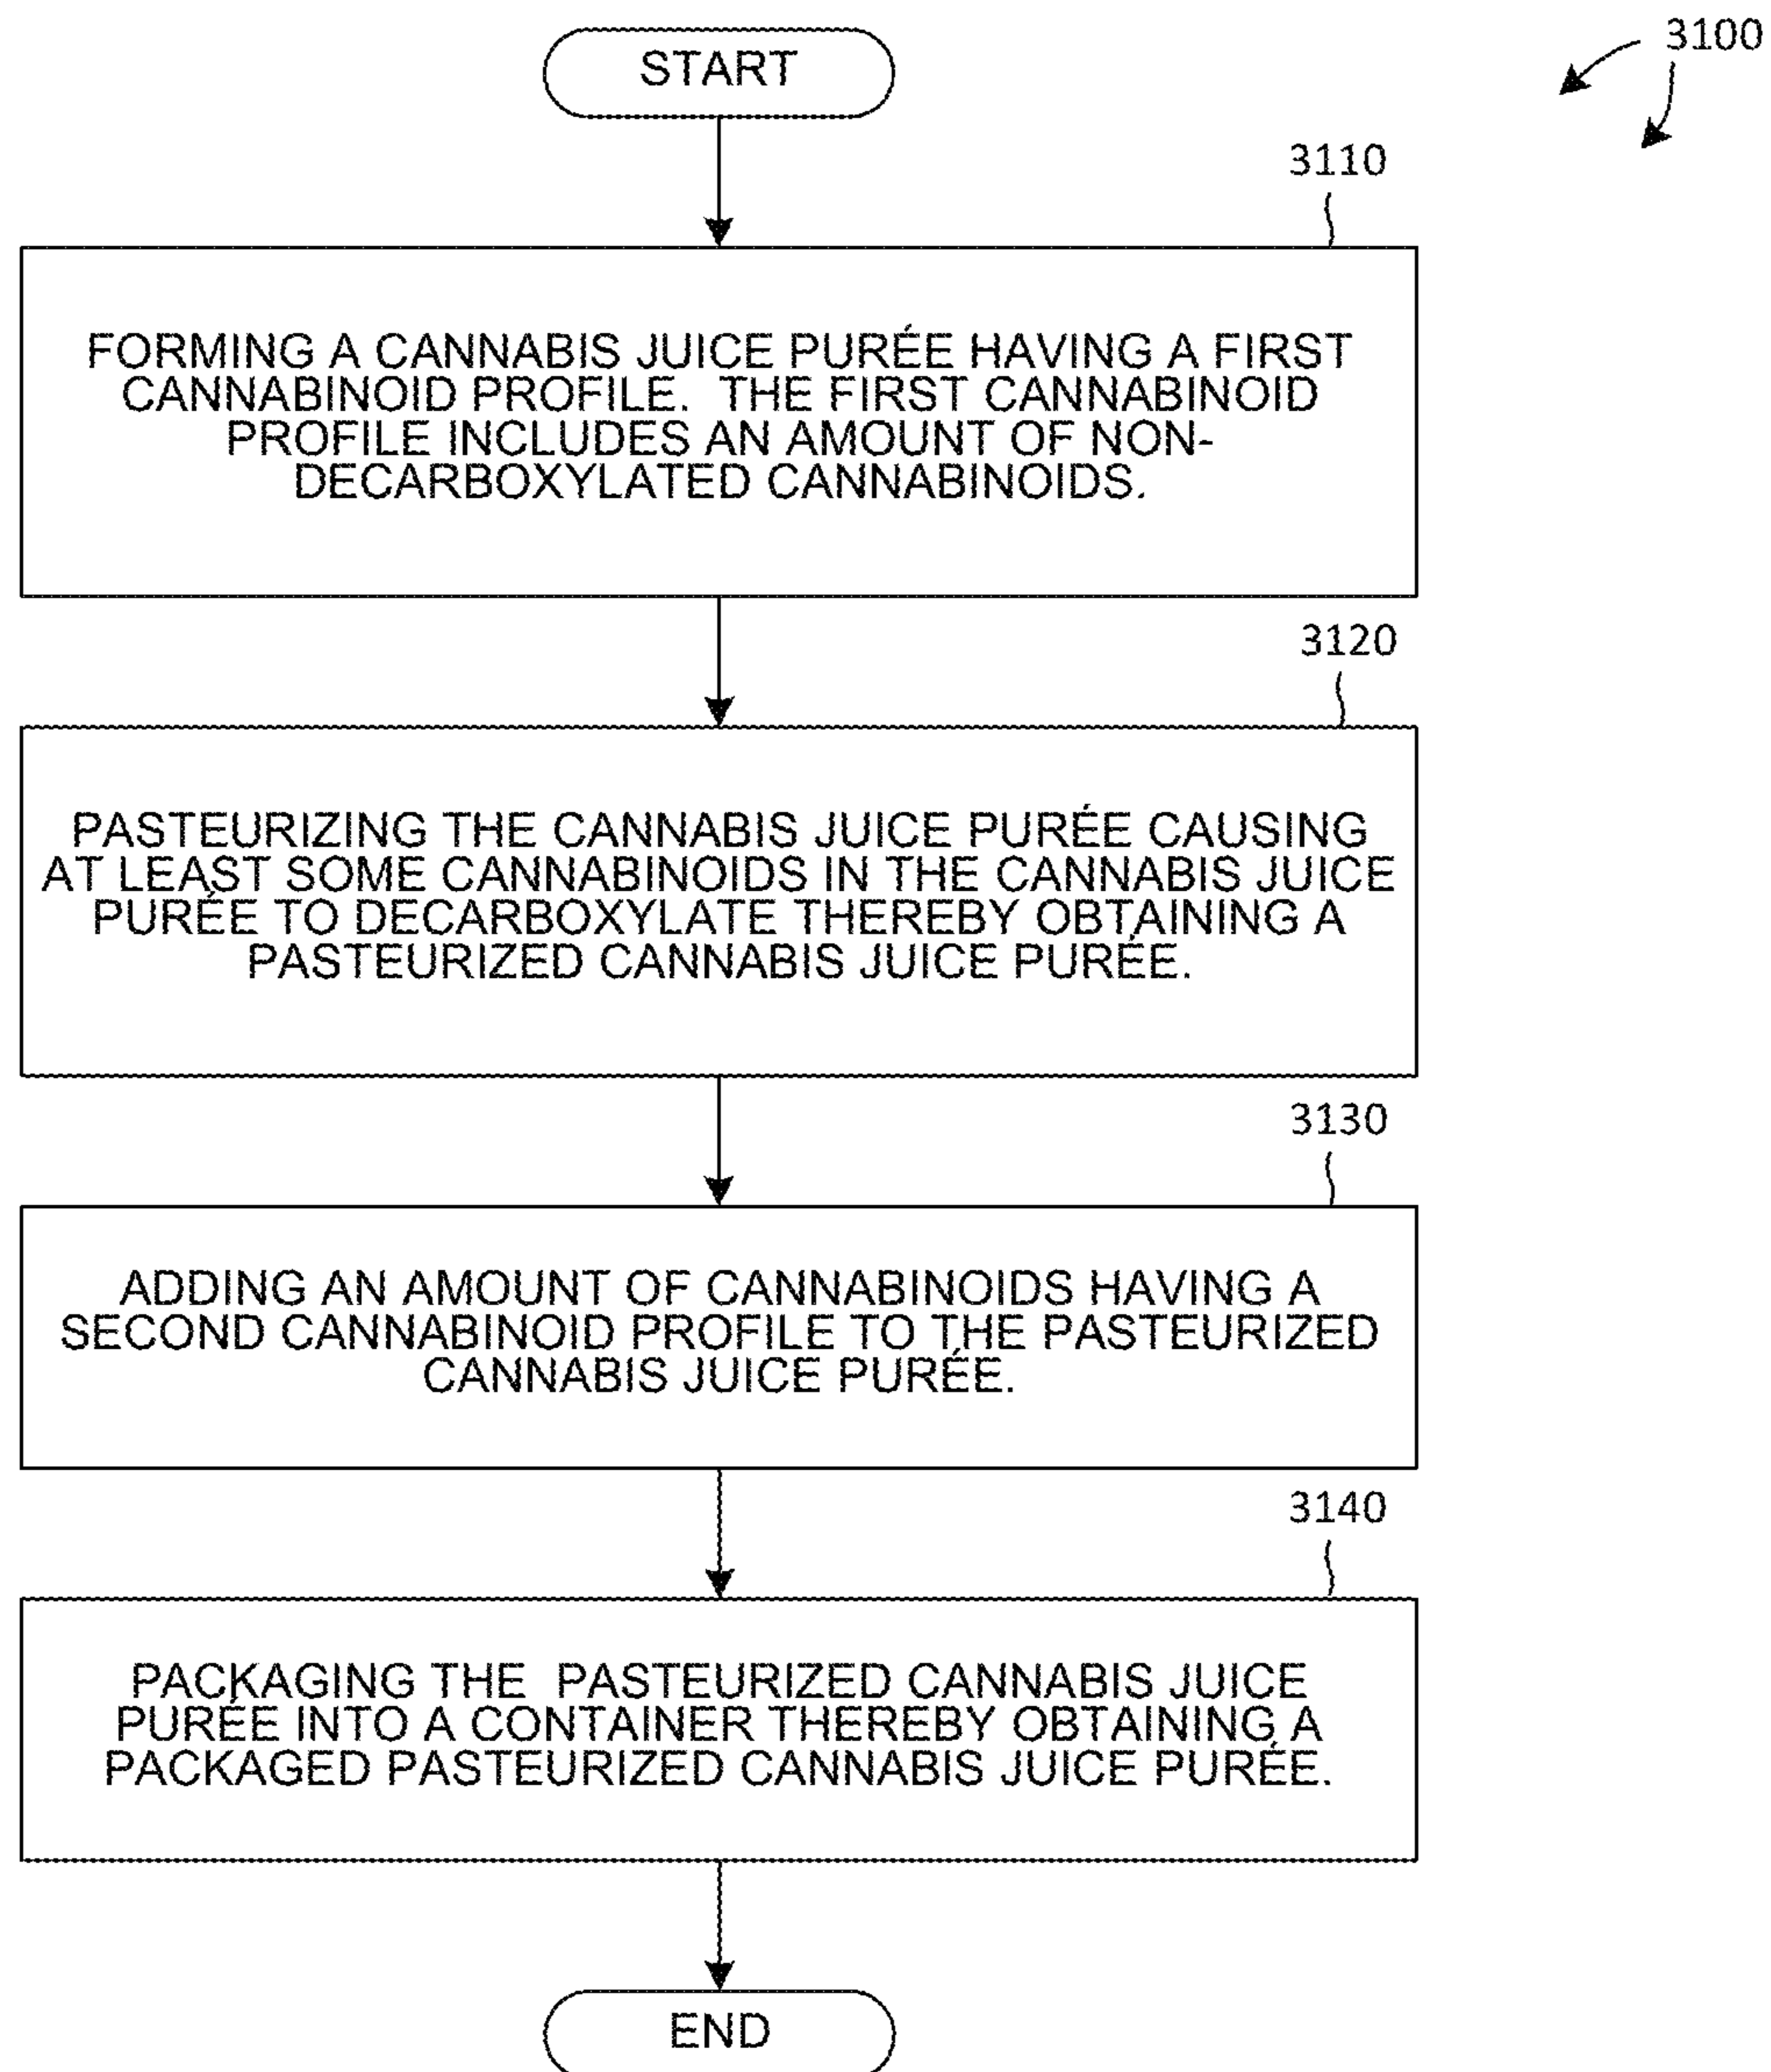 START
3100
3110
FORMING A CANNABIS JUICE PURÉE HAVING A FIRST
CANNABINOID PROFILE.  THE FIRST CANNABINOID
PROFILE INCLUDES AN AMOUNT OF NON-
DECARBOXYLATED CANNABINOIDS.
3120
PASTEURIZING THE CANNABIS JUICE PURÉE CAUSING
AT LEAST SOME CANNABINOIDS IN THE CANNABIS JUICE
PURÉE TO DECARBOXYLATE THEREBY OBTAINING A
PASTEURIZED CANNABIS JUICE PURÉE.
3130
ADDING AN AMOUNT OF CANNABINOIDS HAVING A
SECOND CANNABINOID PROFILE TO THE PASTEURIZED
CANNABIS JUICE PURÉE.
3140
PACKAGING THE  PASTEURIZED CANNABIS JUICE
PURÉE INTO A CONTAINER THEREBY OBTAINING A
PACKAGED PASTEURIZED CANNABIS JUICE PURÉE.
END